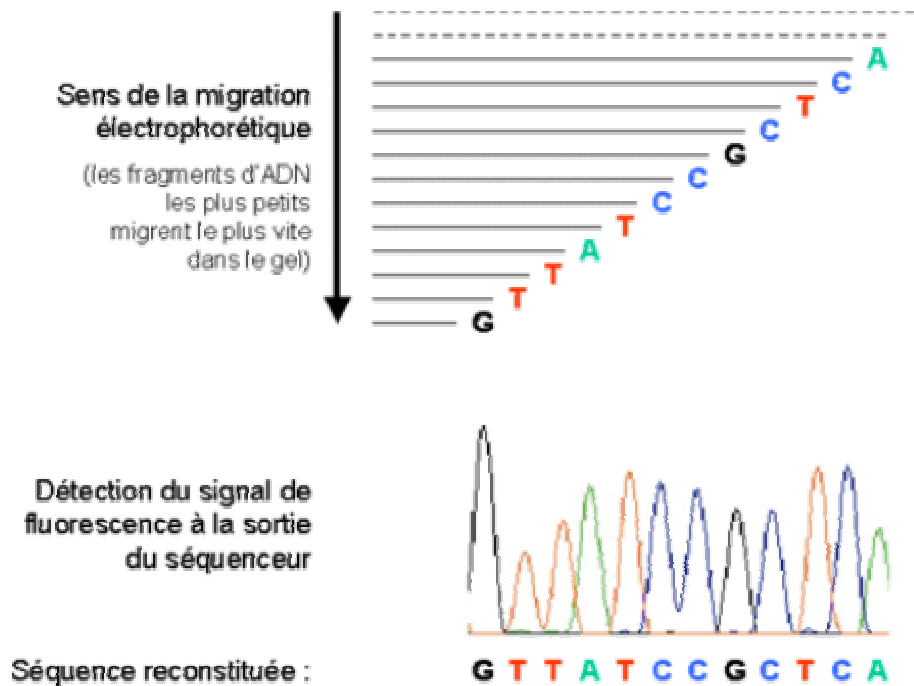 A
C
T
C
G
C
C
T
A
T
T
G
Sens de la migration
électrophorétique
(les fragments d'ADN
les plus petits
migrent le plus vite
dans le gel)
Détection du signal de
fluorescence à la sortie
du séquenceur
Séquence reconstituée : G T T A T C C G C T C A